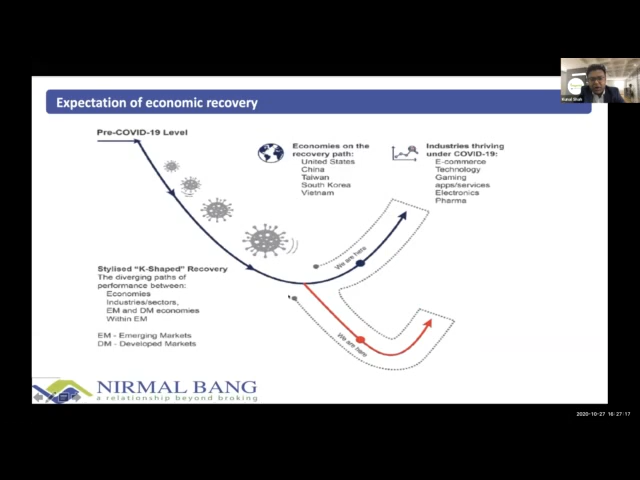 Expectation of economic recovery
Pre-COVID-19 Level
Economies on the
recovery path:
United States
China
Taiwan
South Korea
Vietnam
Industries thriving
under COVID-19:
E-commerce
Technology
Gaming
apps/services
Electronics
Pharma
We are here
Stylised "K-Shaped" Recovery
The diverging paths of
performance between:
Economies
Industries/sectors,
EM and DM economies
Within EM
EM - Emerging Markets
DM - Developed Markets
We are here
NIRMAL BANG
a relationship beyond broking
Kunal Shah
2020-10-27 16:27:17